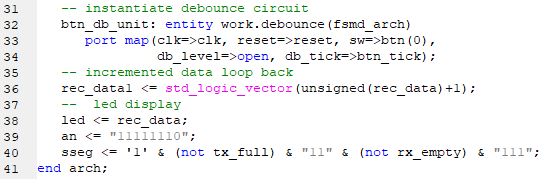 31 -- instantiate debounce circuit
32 btn_db_unit: entity work.debounce(fsmd_arch)
33 port map(clk=>clk, reset=>reset, sw=>btn(0),
34 db_level=>open, db_tick=>btn_tick);
35 -- incremented data loop back
36 rec_data1 <= std_logic_vector(unsigned(rec_data)+1);
37 -- led display
38 led <= rec_data;
39 an <= "11111110";
40 sseg <= '1' & (not tx_full) & "11" & (not rx_empty) & "111";
41 end arch;